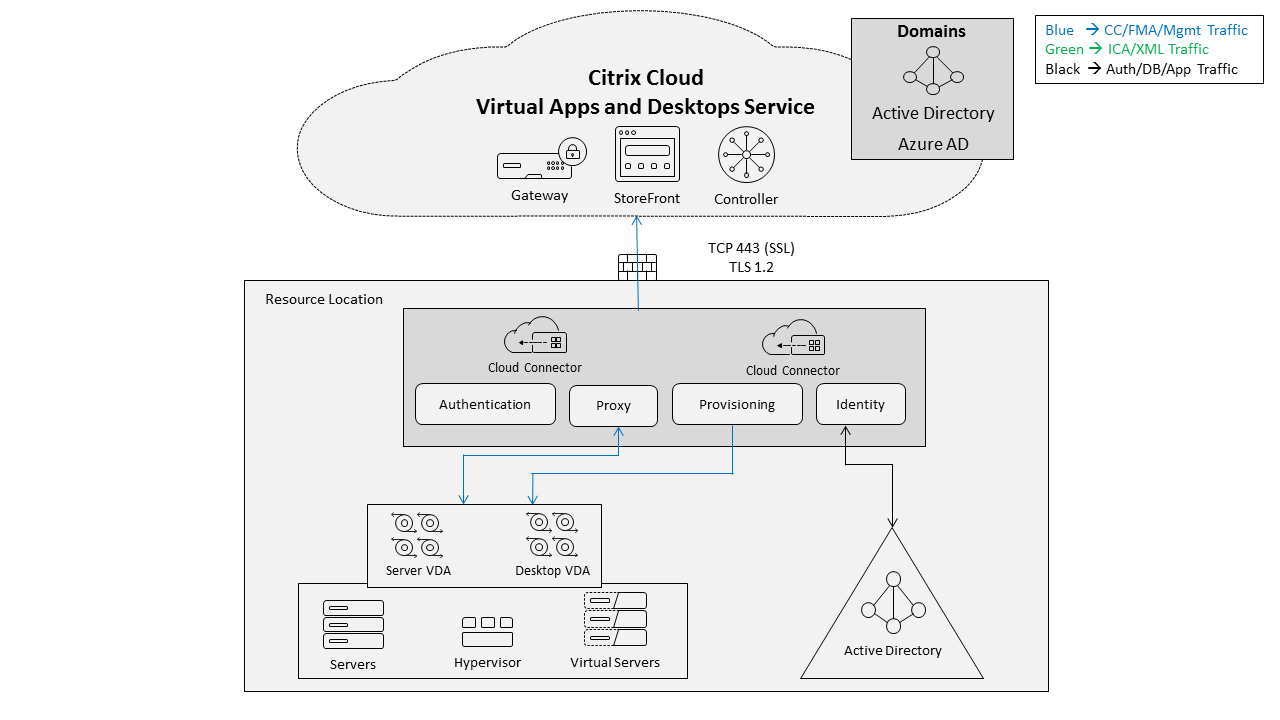 Citrix Cloud
Virtual Apps and Desktops Service
Gateway
StoreFront
Controller
Domains
Active Directory
Azure AD
Blue → CC/FMA/Mgmt Traffic
Green → ICA/XML Traffic
Black → Auth/DB/App Traffic
TCP 443 (SSL)
TLS 1.2
Resource Location
Cloud Connector
Cloud Connector
Authentication
Proxy
Provisioning
Identity
Server VDA
Desktop VDA
Servers
Hypervisor
Virtual Servers
Active Directory